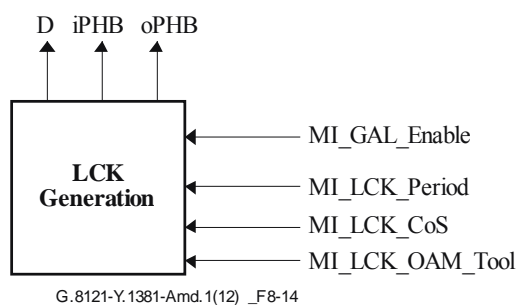 D iPHB oPHB
MI_GAL_Enable
LCK
Generation
MI_LCK_Period
MI_LCK_CoS
MI_LCK_OAM_Tool
G.8121-Y.1381-Amd.1(12) _F8-14